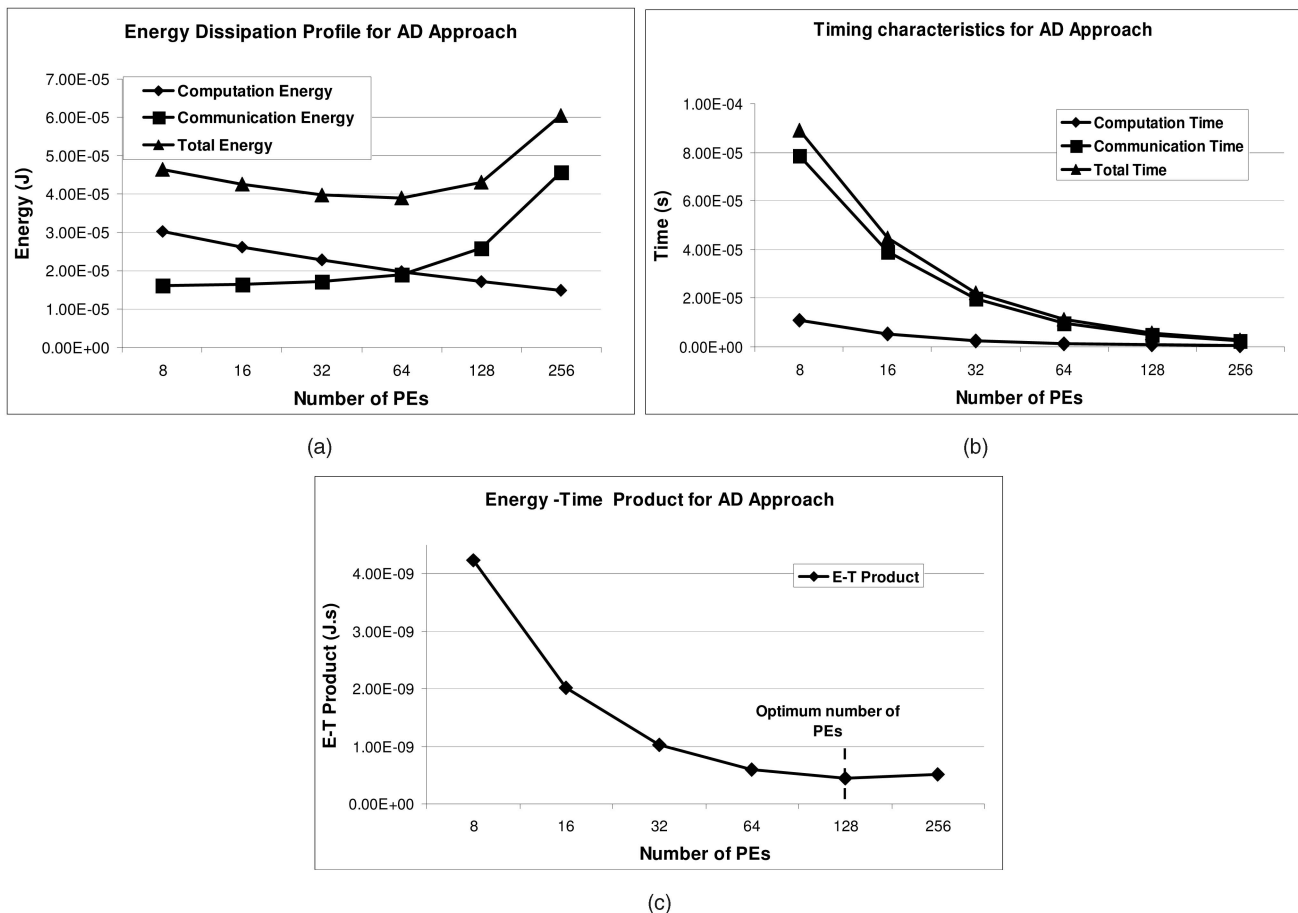 Energy Dissipation Profile for AD Approach
7.00E-05
6.00E-05
5.00E-05
4.00E-05
3.00E-05
2.00E-05
1.00E-05
0.00E+00
Energy (J)
Computation Energy
Communication Energy
Total Energy
8 16 32 64 128 256
Number of PEs
(a)
Timing characteristics for AD Approach
1.00E-04
8.00E-05
6.00E-05
4.00E-05
2.00E-05
0.00E+00
Time (s)
Computation Time
Communication Time
Total Time
8 16 32 64 128 256
Number of PEs
(b)
Energy -Time Product for AD Approach
4.00E-09
3.00E-09
2.00E-09
1.00E-09
0.00E+00
E-T Product (J.s)
E-T Product
Optimum number of
PEs
8 16 32 64 128 256
Number of PEs
(c)